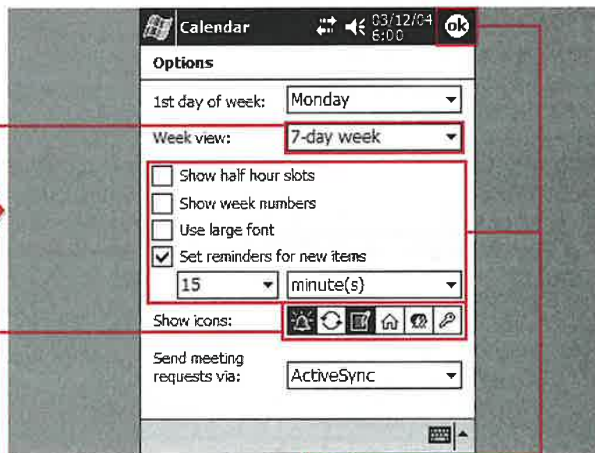 Calendar 03/12/04 6:00 ok
Options
1st day of week: Monday
Week view: 7-day week
Show half hour slots
Show week numbers
Use large font
Set reminders for new items
15 minute(s)
Show icons:
Send meeting
requests via: ActiveSync